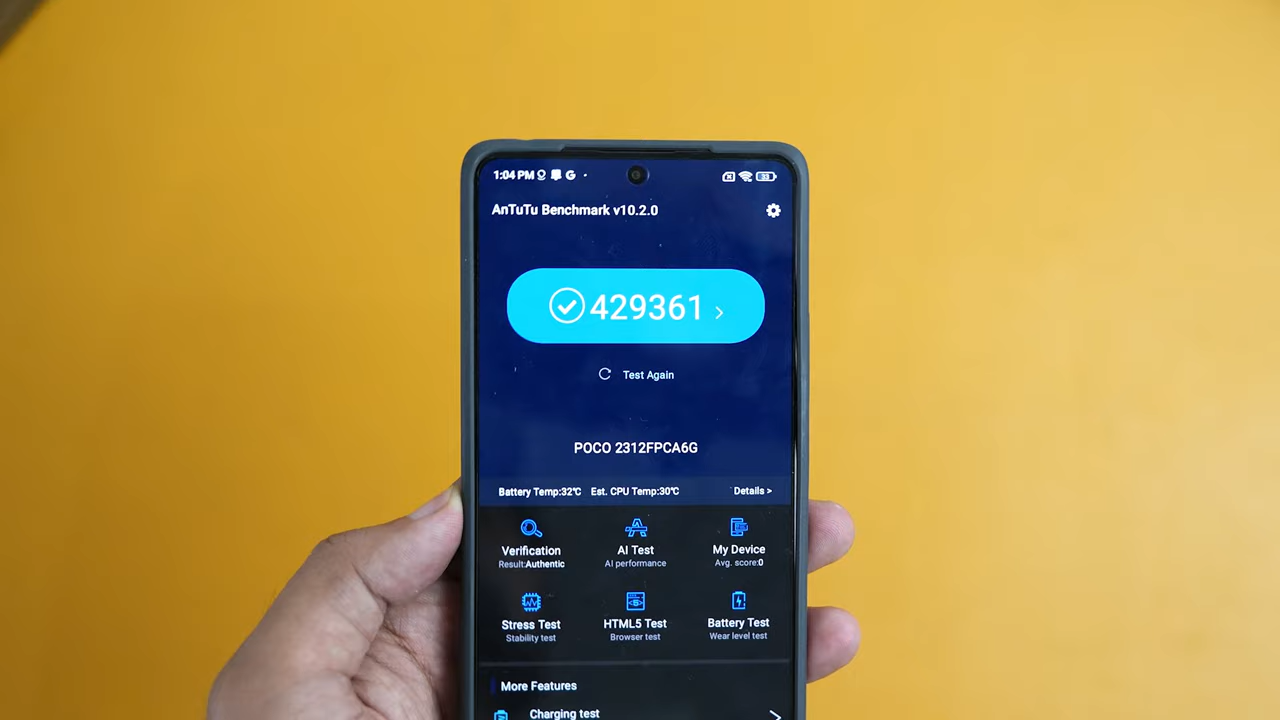 1:04 PM G 33
AnTuTu Benchmark v10.2.0
429361 >
Test Again
POCO 2312FPCA6G
Battery Temp:32℃ Est. CPU Temp:30℃ Details >
Verification AI Test My Device
Result:Authentic AI performance Avg. score:0
Stress Test HTML5 Test Battery Test
Stability test Browser test Wear level test
More Features
Charging test